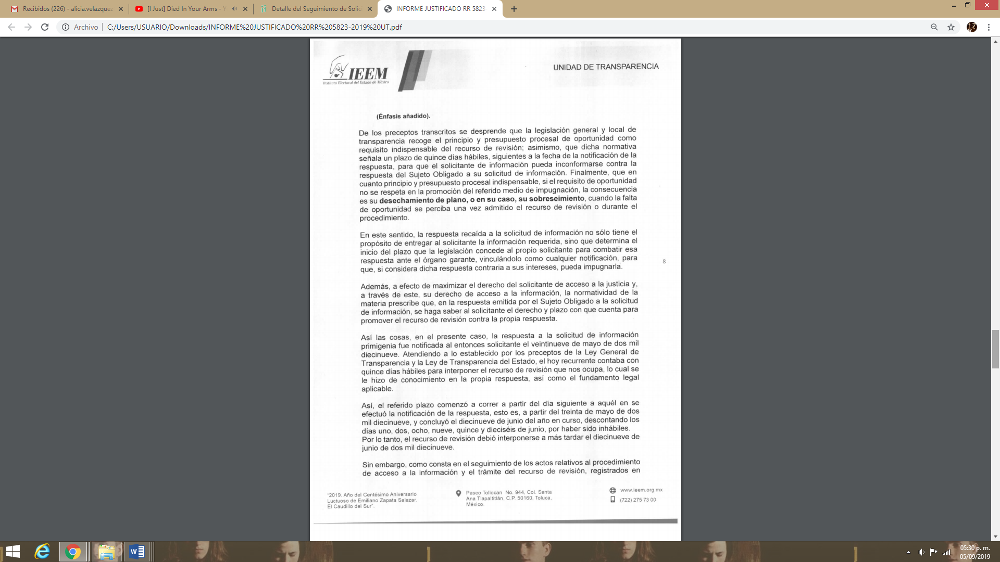 Recibidos (226) - alicia.velazquez
[I Just] Died In Your Arms - Y
Detalle del Seguimiento de Solic
INFORME JUSTIFICADO RR 5823-
Archivo
C:/Users/USUARIO/Downloads/INFORME%20JUSTIFICADO%20RR%205823-2019%20UT.pdf
IEEM
Instituto Electoral del Estado de México
UNIDAD DE TRANSPARENCIA
(Énfasis añadido).
De los preceptos transcritos se desprende que la legislación general y local de
transparencia recoge el principio y presupuesto procesal de oportunidad como
requisito indispensable del recurso de revisión; asimismo, que dicha normativa
señala un plazo de quince días hábiles, siguientes a la fecha de la notificación de la
respuesta, para que el solicitante de información pueda inconformarse contra la
respuesta del Sujeto Obligado a su solicitud de información. Finalmente, que en
cuanto principio y presupuesto procesal indispensable, si el requisito de oportunidad
no se respeta en la promoción del referido medio de impugnación, la consecuencia
es su desechamiento de plano, o en su caso, su sobreseimiento, cuando la falta
de oportunidad se perciba una vez admitido el recurso de revisión o durante el
procedimiento.
En este sentido, la respuesta recaída a la solicitud de información no sólo tiene el
propósito de entregar al solicitante la información requerida, sino que determina el
inicio del plazo que la legislación concede al propio solicitante para combatir esa
respuesta ante el órgano garante, vinculándolo como cualquier notificación, para
que, si considera dicha respuesta contraria a sus intereses, pueda impugnarla.
8
Además, a efecto de maximizar el derecho del solicitante de acceso a la justicia y,
a través de este, su derecho de acceso a la información, la normatividad de la
materia prescribe que, en la respuesta emitida por el Sujeto Obligado a la solicitud
de información, se haga saber al solicitante el derecho y plazo con que cuenta para
promover el recurso de revisión contra la propia respuesta.
Así las cosas, en el presente caso, la respuesta a la solicitud de información
primigenia fue notificada al entonces solicitante el veintinueve de mayo de dos mil
diecinueve. Atendiendo a lo establecido por los preceptos de la Ley General de
Transparencia y la Ley de Transparencia del Estado, el hoy recurrente contaba con
quince días hábiles para interponer el recurso de revisión que nos ocupa, lo cual se
le hizo de conocimiento en la propia respuesta, así como el fundamento legal
aplicable.
Así, el referido plazo comenzó a correr a partir del día siguiente a aquél en se
efectuó la notificación de la respuesta, esto es, a partir del treinta de mayo de dos
mil diecinueve, y concluyó el diecinueve de junio del año en curso, descontando los
días uno, dos, ocho, nueve, quince y dieciséis de junio, por haber sido inhábiles.
Por lo tanto, el recurso de revisión debió interponerse a más tardar el diecinueve de
junio de dos mil diecinueve.
Sin embargo, como consta en el seguimiento de los actos relativos al procedimiento
de acceso a la información y el trámite del recurso de revisión, registrados en
"2019. Año del Centésimo Aniversario
Luctuoso de Emiliano Zapata Salazar.
El Caudillo del Sur".
Paseo Tollocan No. 944, Col. Santa
Ana Tlapaltitlán, C.P. 50160, Toluca,
México.
www.ieem.org.mx
(722) 275 73 00
05:30 p. m.
05/09/2019